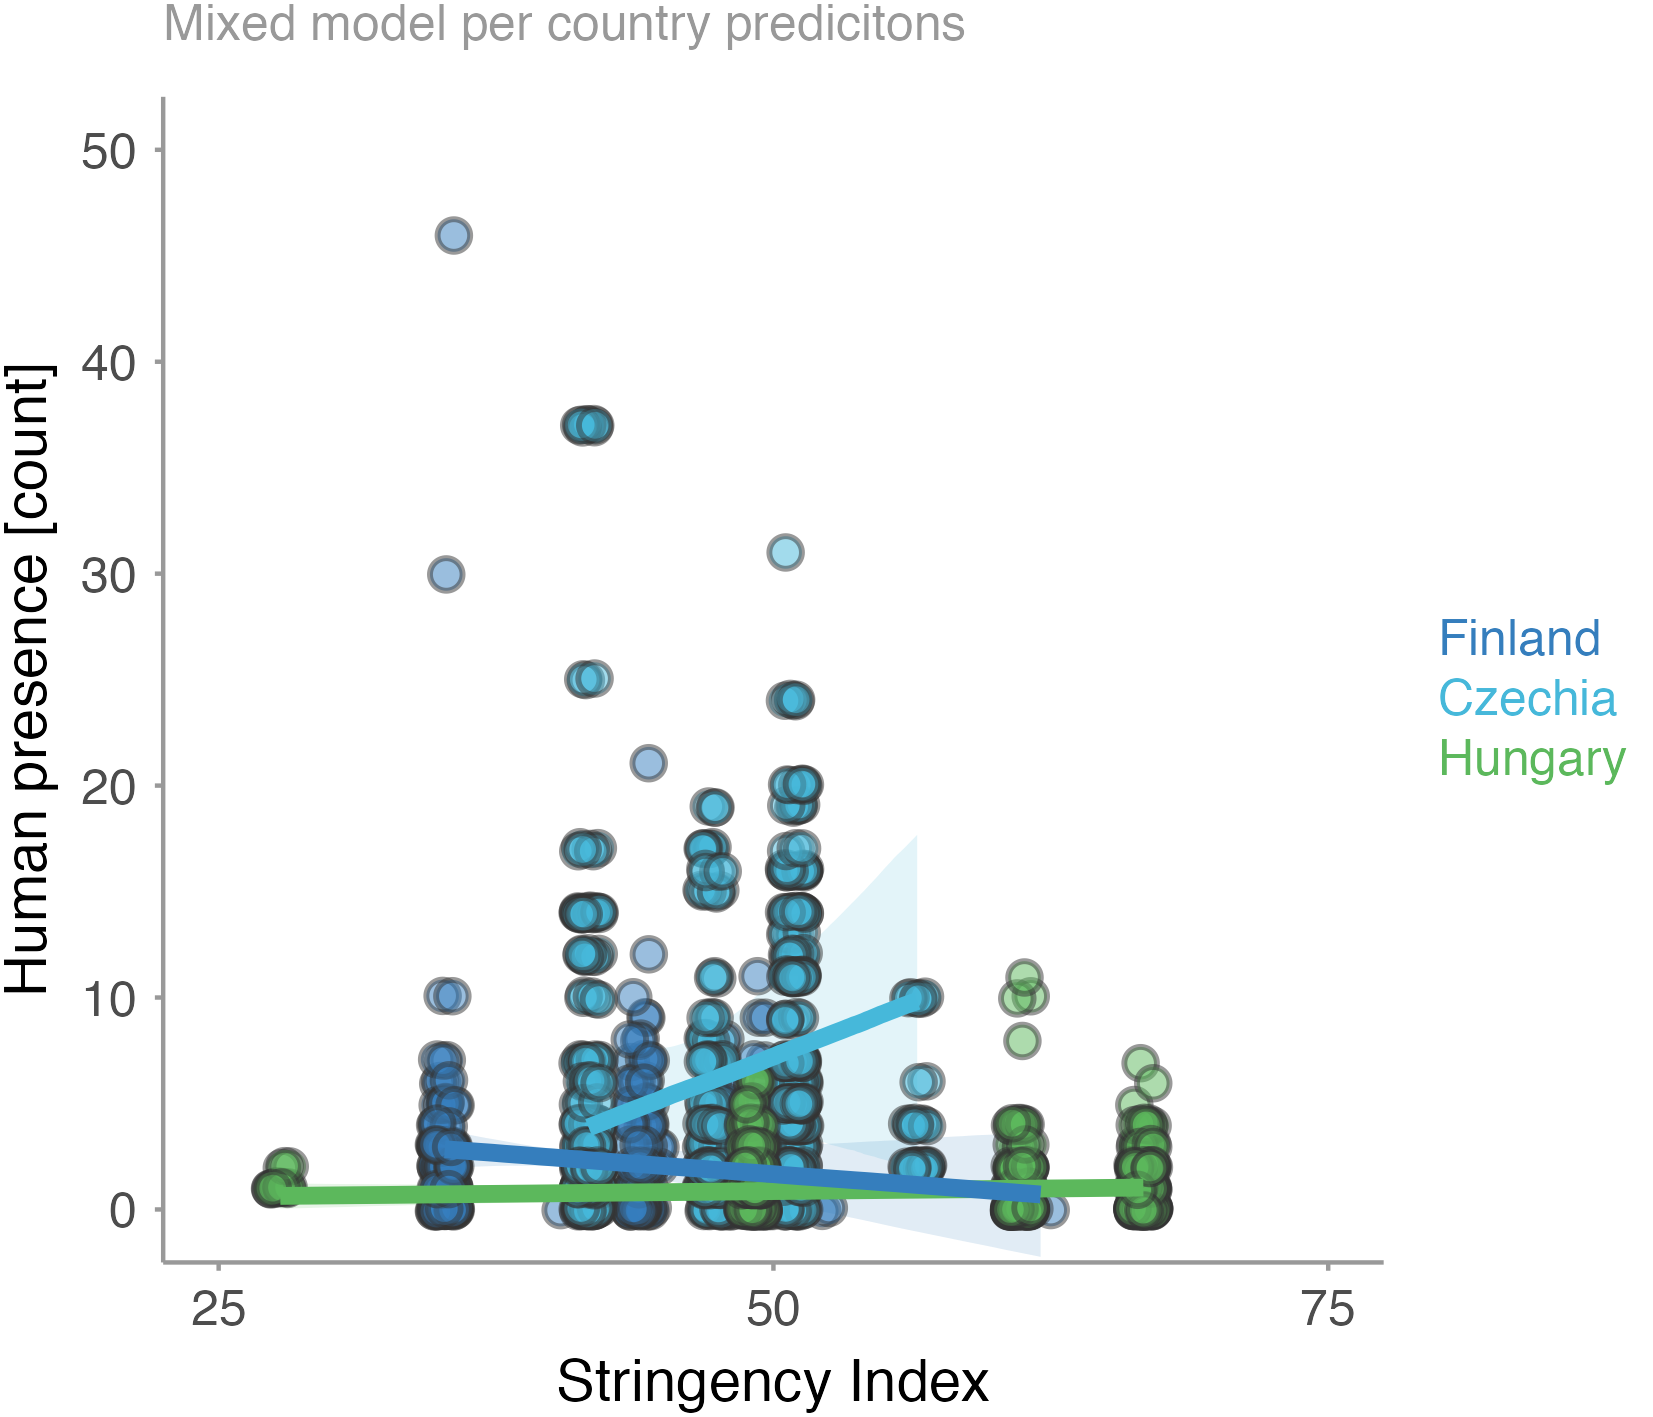 Mixed model per country predicitons
50
40
30
20
10
0
Human presence [count]
25
50
75
Stringency Index
Finland
Czechia
Hungary